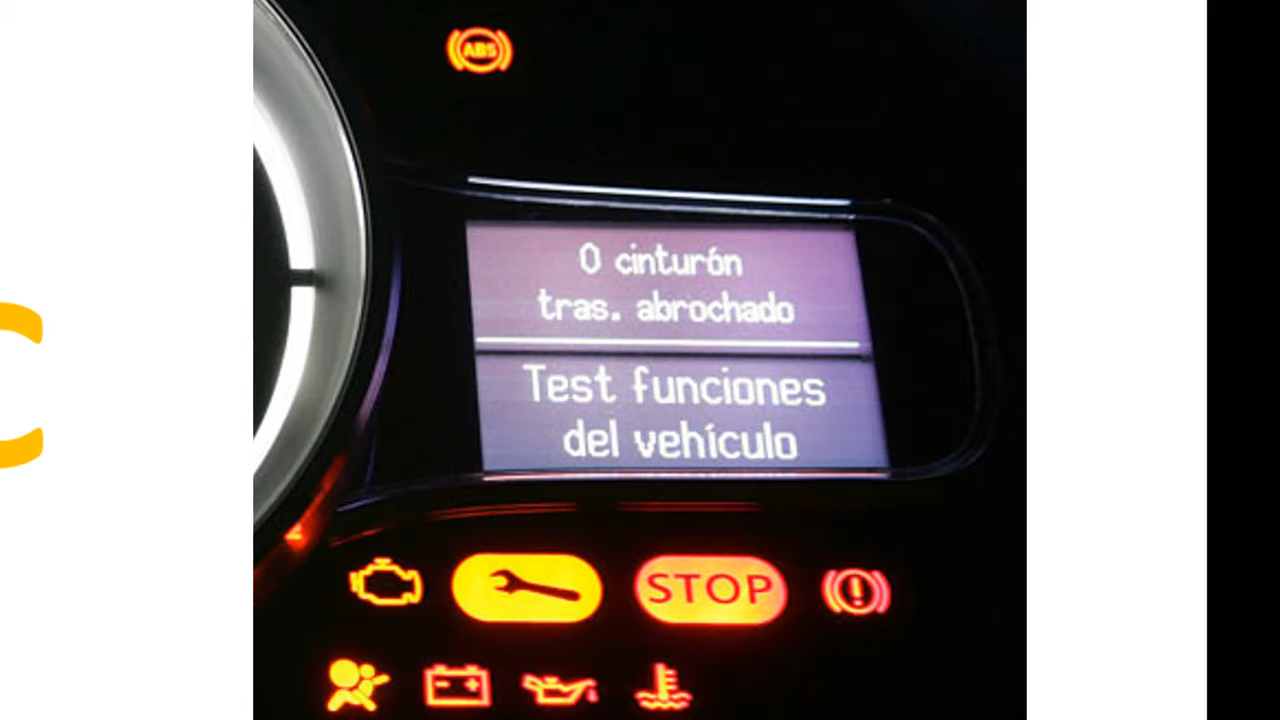 ABS
0 cinturón
tras. abrochado
Test funciones
del vehículo
STOP